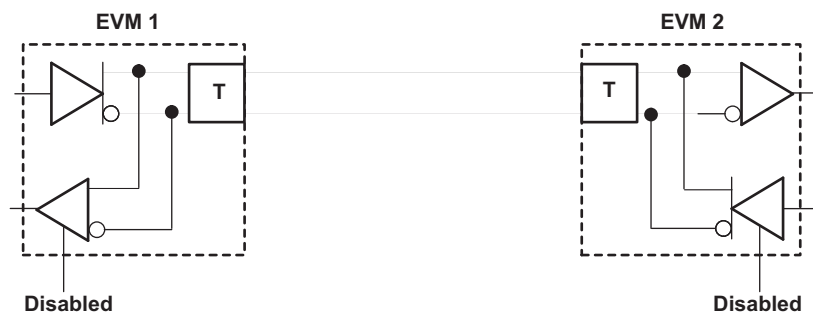 EVM 1
EVM 2
T
T
Disabled
Disabled